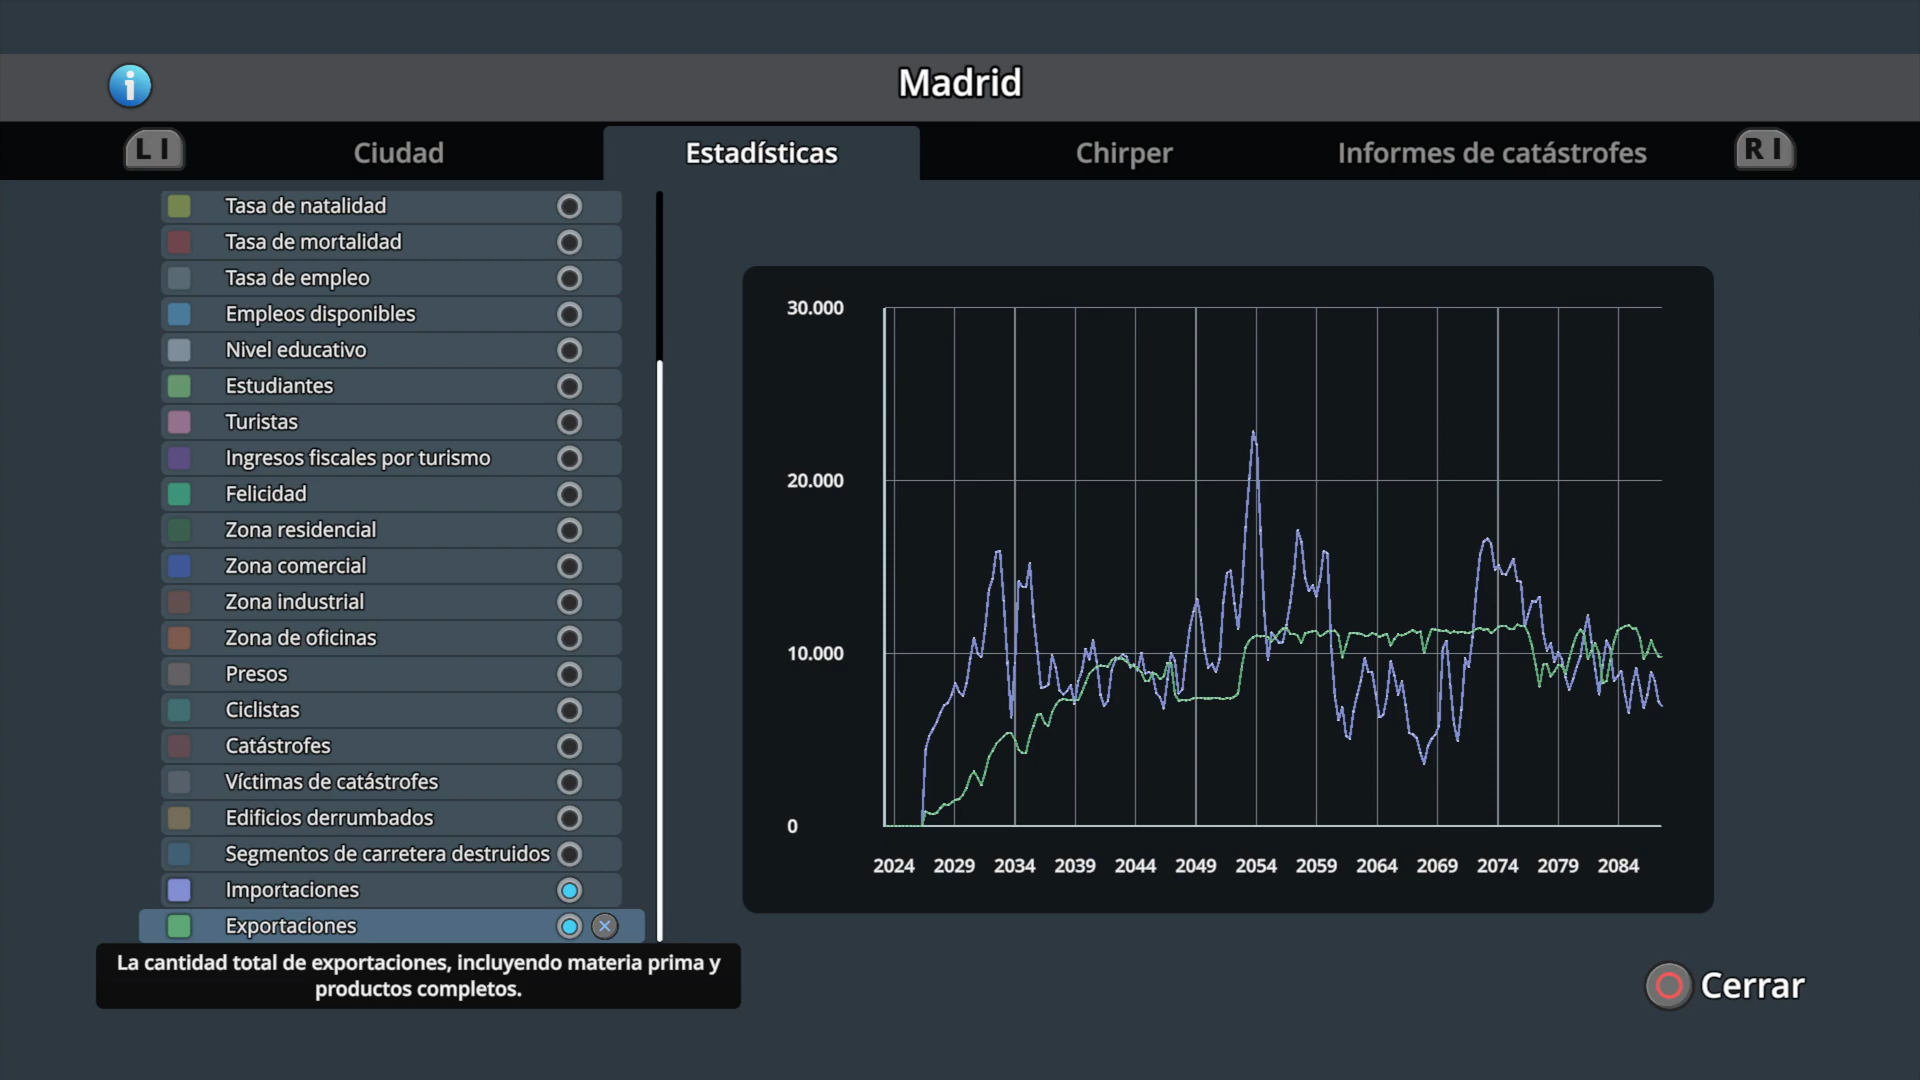 Madrid
L1 Ciudad Estadísticas Chirper Informes de catástrofes R1
Tasa de natalidad
Tasa de mortalidad
Tasa de empleo
Empleos disponibles
Nivel educativo
Estudiantes
Turistas
Ingresos fiscales por turismo
Felicidad
Zona residencial
Zona comercial
Zona industrial
Zona de oficinas
Presos
Ciclistas
Catástrofes
Víctimas de catástrofes
Edificios derrumbados
Segmentos de carretera destruidos
Importaciones
Exportaciones
La cantidad total de exportaciones, incluyendo materia prima y
productos completos.
30.000
20.000
10.000
0
2024 2029 2034 2039 2044 2049 2054 2059 2064 2069 2074 2079 2084
Cerrar